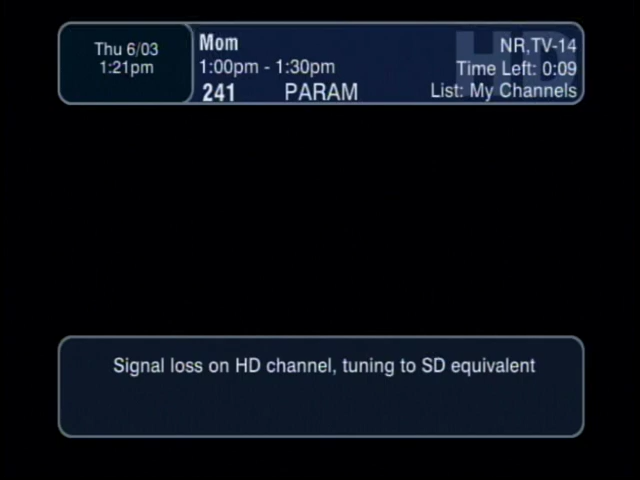 Thu 6/03
1:21pm
Mom
1:00pm - 1:30pm
241 PARAM
HD
NR,TV-14
Time Left: 0:09
List: My Channels
Signal loss on HD channel, tuning to SD equivalent